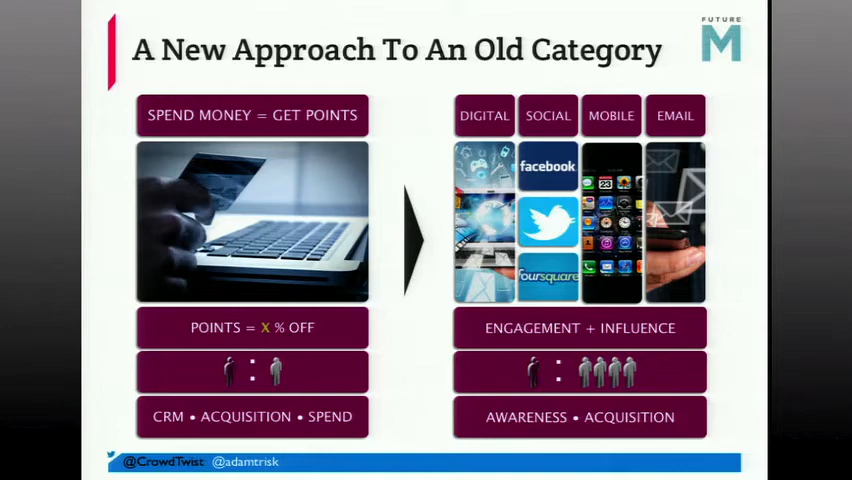 A New Approach To An Old Category
FUTURE
M
SPEND MONEY = GET POINTS
POINTS = X % OFF
:
CRM • ACQUISITION • SPEND
DIGITAL SOCIAL MOBILE EMAIL
facebook
23
foursquare
ENGAGEMENT + INFLUENCE
:
AWARENESS • ACQUISITION
@CrowdTwist @adamtrisk